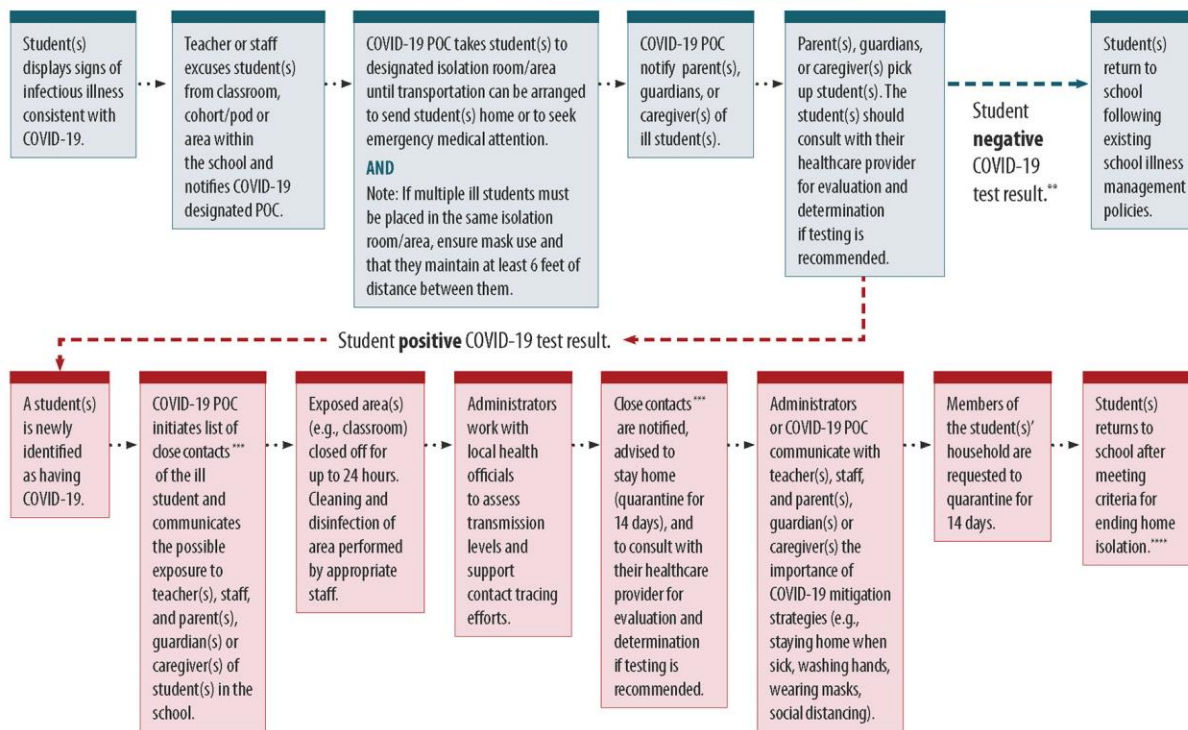 Student(s)
displays signs of
infectious illness
consistent with
COVID-19.
Teacher or staff
excuses student(s)
from classroom,
cohort/pod or
area within
the school and
notifies COVID-19
designated POC.
COVID-19 POC takes student(s) to
designated isolation room/area
until transportation can be arranged
to send student(s) home or to seek
emergency medical attention.
AND
Note: If multiple ill students must
be placed in the same isolation
room/area, ensure mask use and
that they maintain at least 6 feet of
distance between them.
COVID-19 POC
notify parent(s),
guardians, or
caregiver(s) of
ill student(s).
Parent(s), guardians,
or caregiver(s) pick
up student(s). The
student(s) should
consult with their
healthcare provider
for evaluation and
determination
if testing is
recommended.
Student
negative
COVID-19
test result.**
Student(s)
return to
school
following
existing
school illness
management
policies.
Student positive COVID-19 test result.
A student(s)
is newly
identified
as having
COVID-19.
COVID-19 POC
initiates list of
close contacts***
of the ill
student and
communicates
the possible
exposure to
teacher(s), staff,
and parent(s),
guardian(s) or
caregiver(s) of
student(s) in the
school.
Exposed area(s)
(e.g., classroom)
closed off for
up to 24 hours.
Cleaning and
disinfection of
area performed
by appropriate
staff.
Administrators
work with
local health
officials
to assess
transmission
levels and
support
contact tracing
efforts.
Close contacts***
are notified,
advised to
stay home
(quarantine for
14 days), and
to consult with
their healthcare
provider for
evaluation and
determination
if testing is
recommended.
Administrators
or COVID-19 POC
communicate with
teacher(s), staff,
and parent(s),
guardian(s) or
caregiver(s) the
importance of
COVID-19 mitigation
strategies (e.g.,
staying home when
sick, washing hands,
wearing masks,
social distancing).
Members of
the student(s)'
household are
requested to
quarantine for
14 days.
Student(s)
returns to
school after
meeting
criteria for
ending home
isolation.****